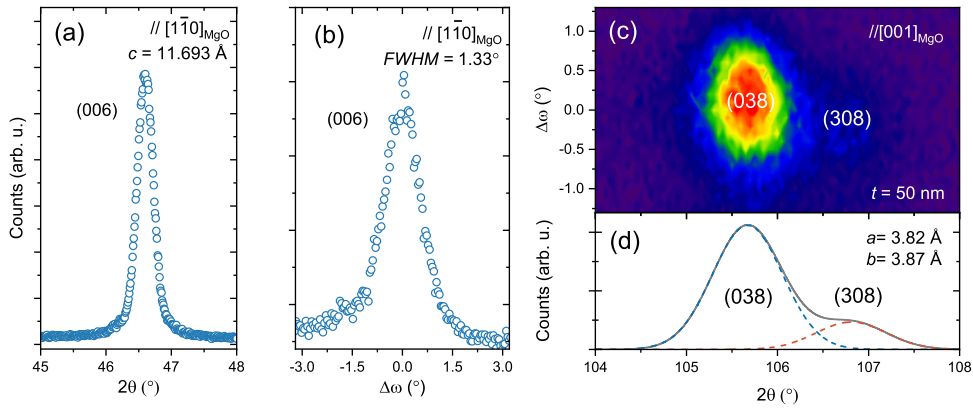 (a)
// [11̅0]MgO
c = 11.693 Å
(006)
Counts (arb. u.)
45 46 47 48
2θ (°)
(b)
// [11̅0]MgO
FWHM = 1.33°
(006)
-3.0 -1.5 0.0 1.5 3.0
Δω (°)
(c)
//[001]MgO
1.0
0.5
0.0
-0.5
-1.0
Δω (°)
(038)
(308)
t = 50 nm
(d)
a= 3.82 Å
b= 3.87 Å
(038)
(308)
Counts (arb. u.)
104 105 106 107 108
2θ (°)